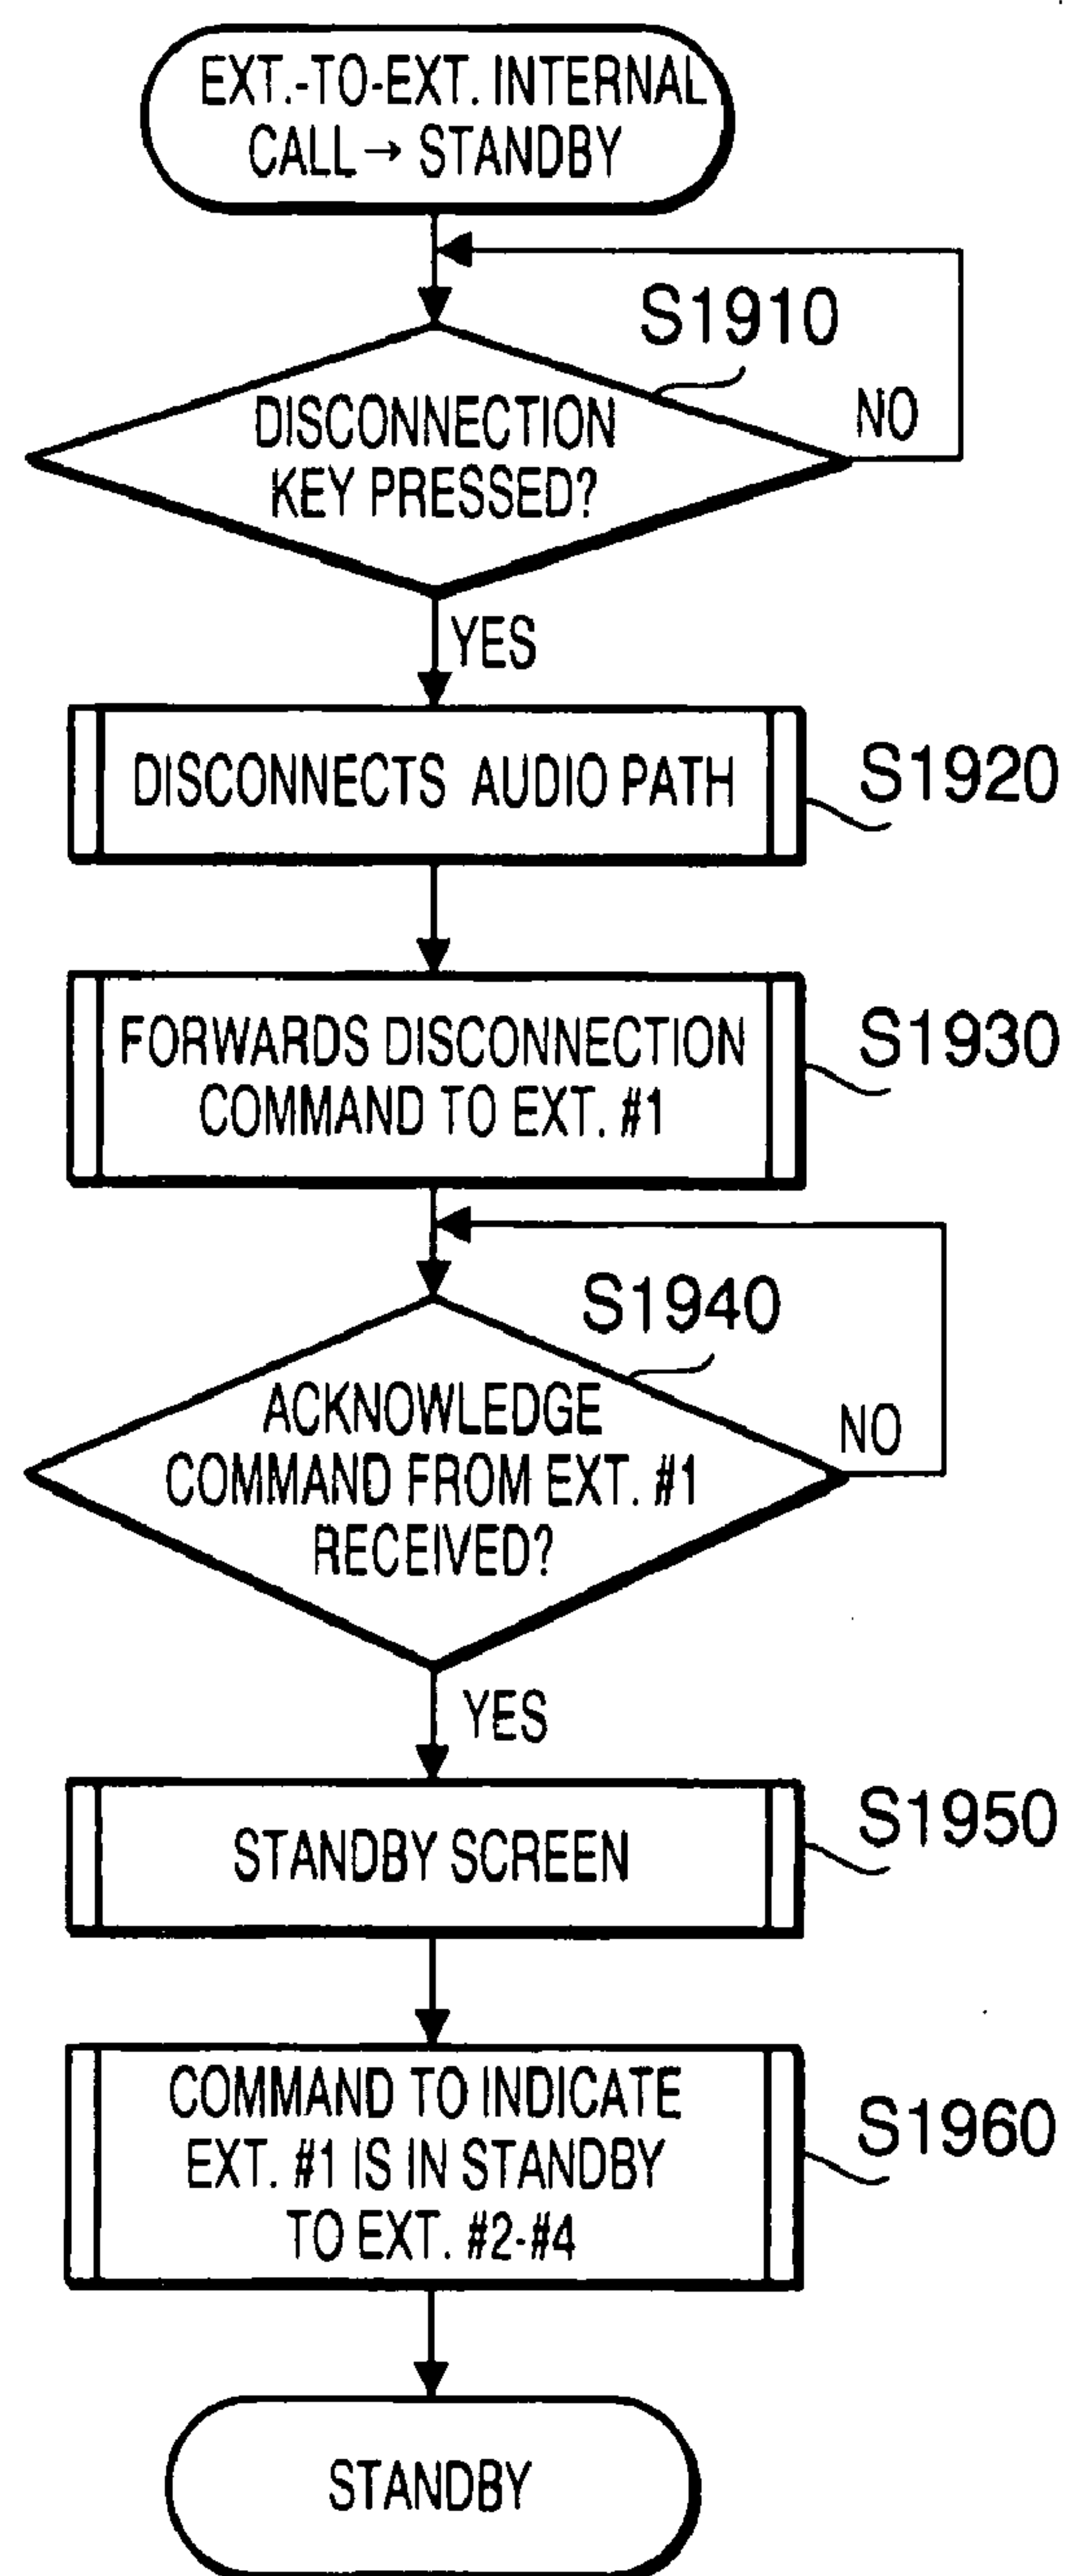 EXT.-TO-EXT. INTERNAL
CALL → STANDBY
S1910
DISCONNECTION
KEY PRESSED?
NO
YES
DISCONNECTS AUDIO PATH
S1920
FORWARDS DISCONNECTION
COMMAND TO EXT. #1
S1930
S1940
ACKNOWLEDGE
COMMAND FROM EXT. #1
RECEIVED?
NO
YES
STANDBY SCREEN
S1950
COMMAND TO INDICATE
EXT. #1 IS IN STANDBY
TO EXT. #2-#4
S1960
STANDBY